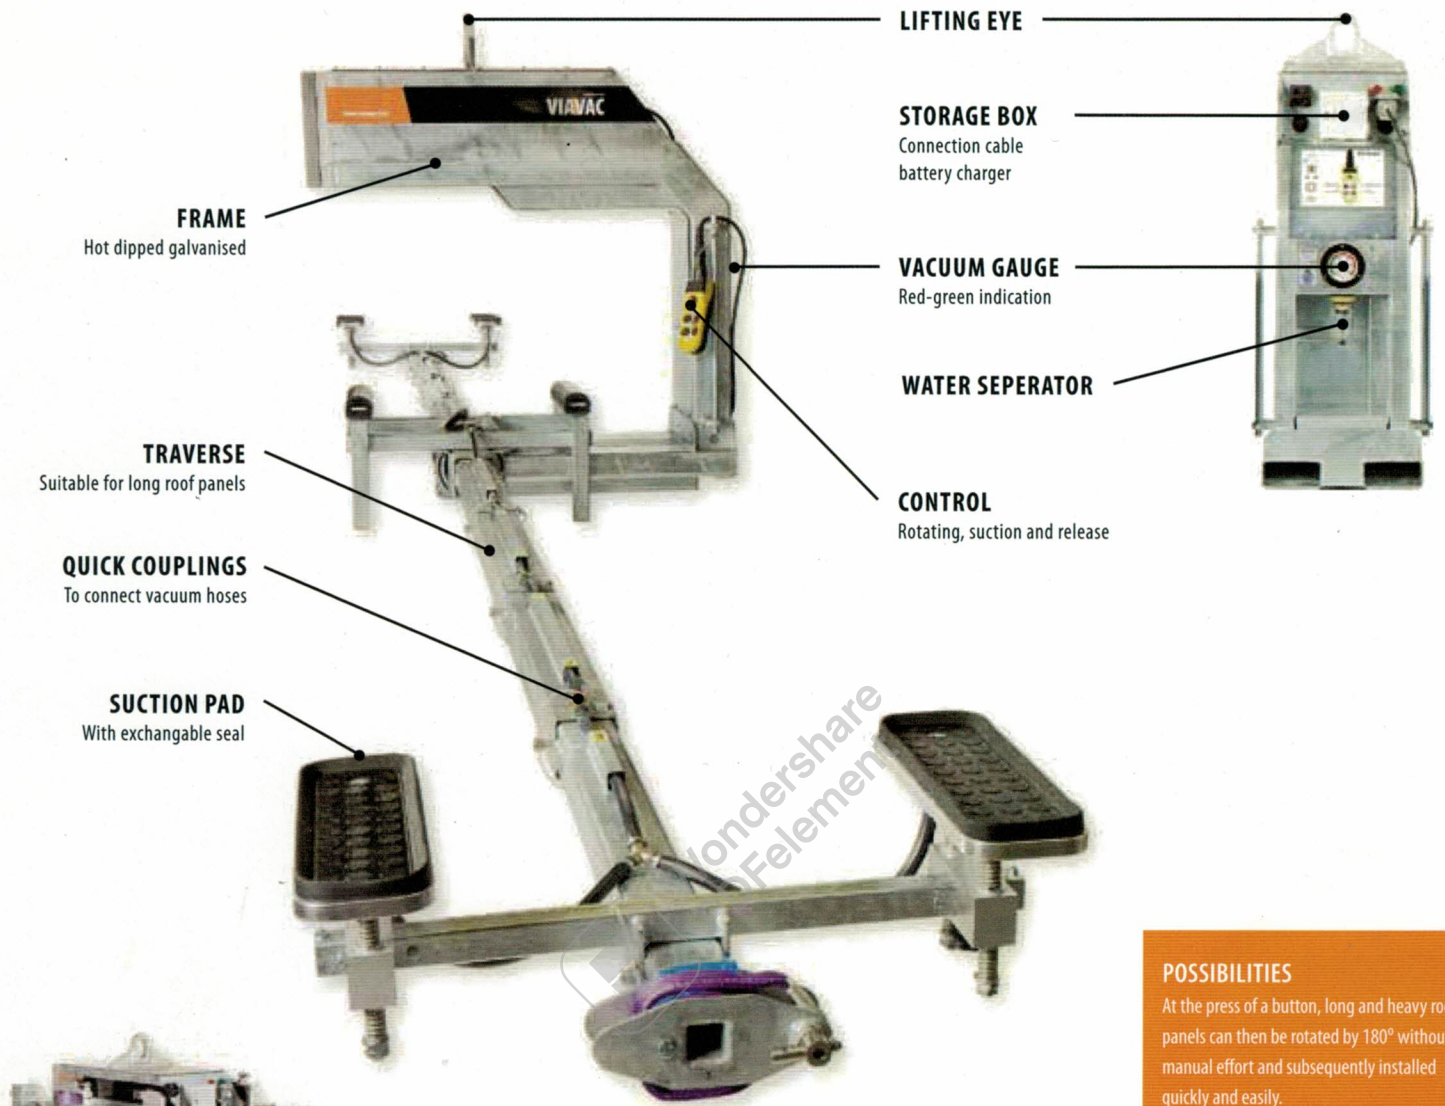 LIFTING EYE
VIAVAC
STORAGE BOX
Connection cable
battery charger
FRAME
Hot dipped galvanised
VACUUM GAUGE
Red-green indication
WATER SEPERATOR
TRAVERSE
Suitable for long roof panels
CONTROL
Rotating, suction and release
QUICK COUPLINGS
To connect vacuum hoses
SUCTION PAD
With exchangable seal
Wondershare
PDFelement
POSSIBILITIES
At the press of a button, long and heavy
panels can then be rotated by 180° withou
manual effort and subsequently installed
quickly and easily.